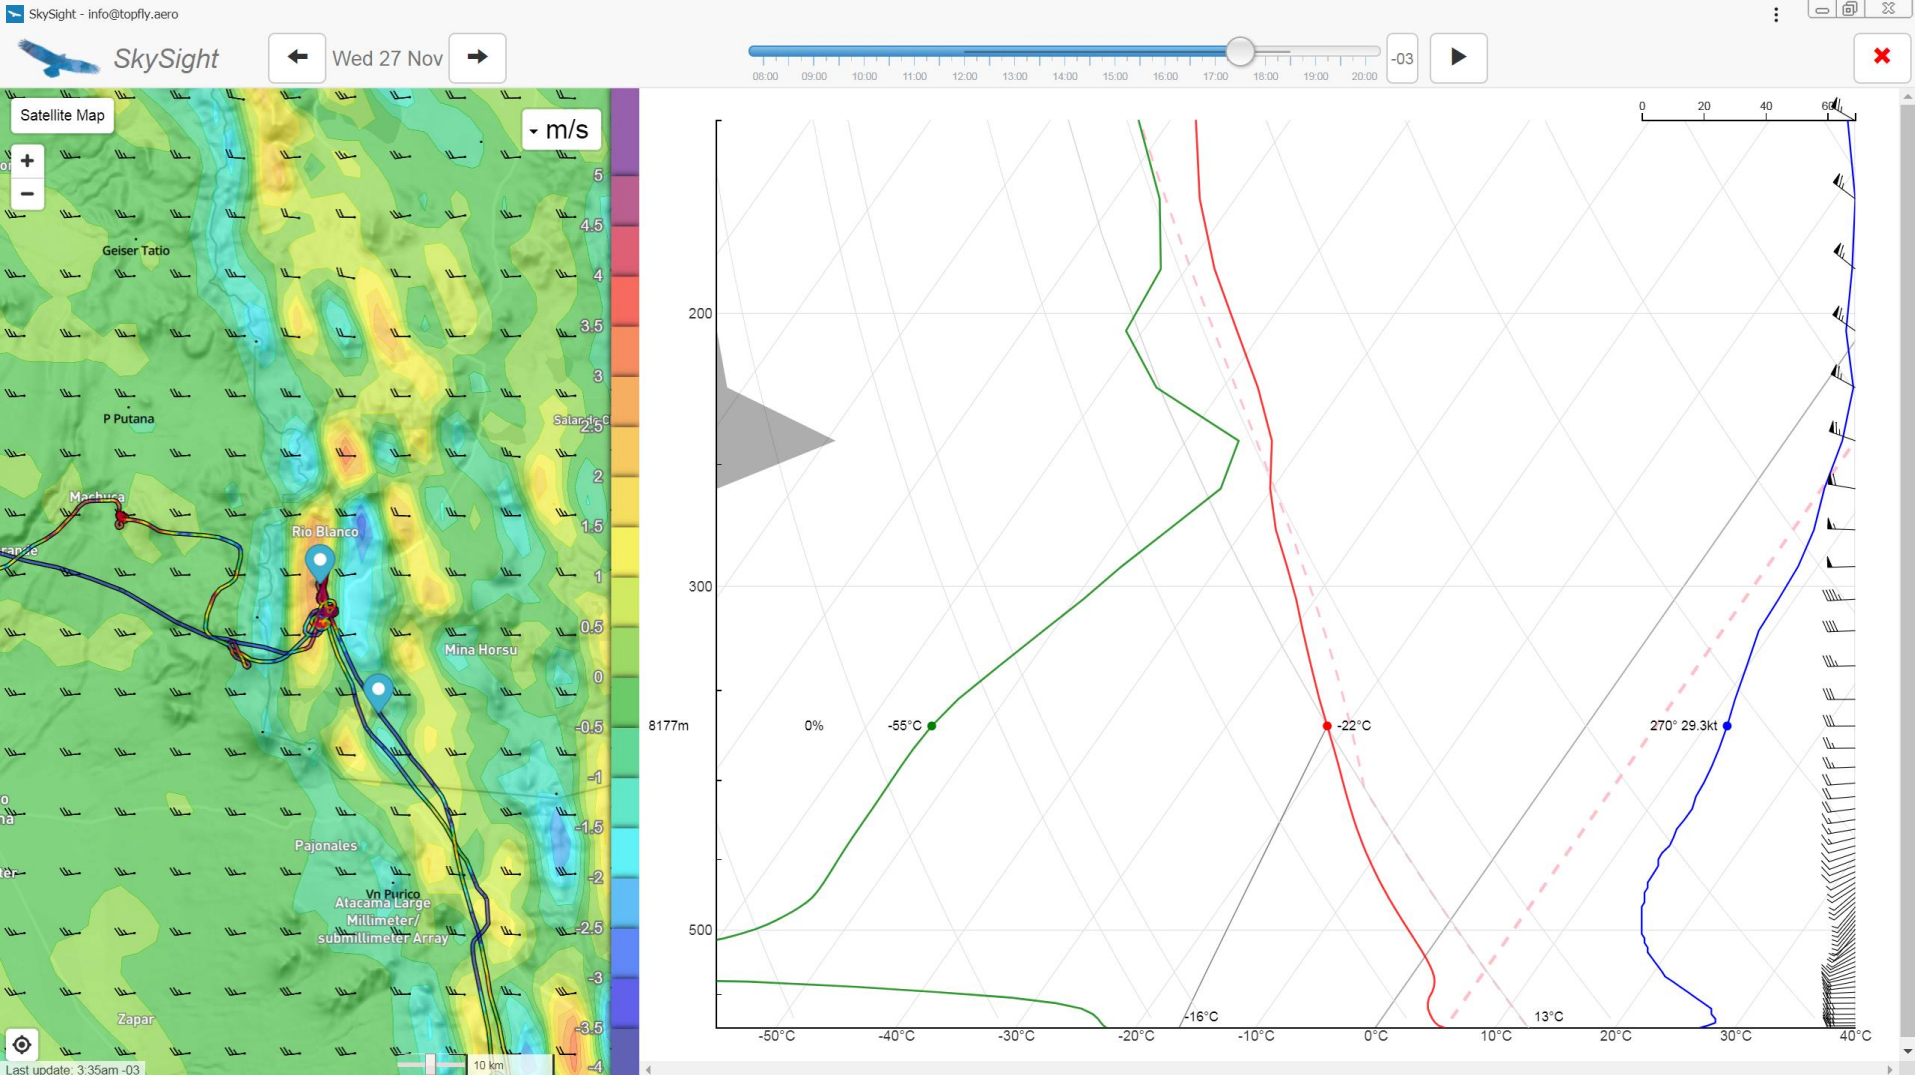 SkySight - info@topfly.aero
SkySight
Wed 27 Nov
08:00 09:00 10:00 11:00 12:00 13:00 14:00 15:00 16:00 17:00 18:00 19:00 20:00
-03
Satellite Map
m/s
+
−
5
4.5
4
3.5
3
2.5
2
1.5
1
0.5
0
-0.5
-1
-1.5
-2
-2.5
-3
-3.5
-4
Geiser Tatio
P Putana
Machuca
Rio Blanco
Mina Horsu
Pajonales
Vn Purico
Atacama Large
Millimeter/
submillimeter Array
Zapar
10 km
Last update: 3:35am -03
0 20 40 60
200
300
500
8177m 0% -55°C -22°C 270° 29.3kt
-16°C 13°C
-50°C -40°C -30°C -20°C -10°C 0°C 10°C 20°C 30°C 40°C